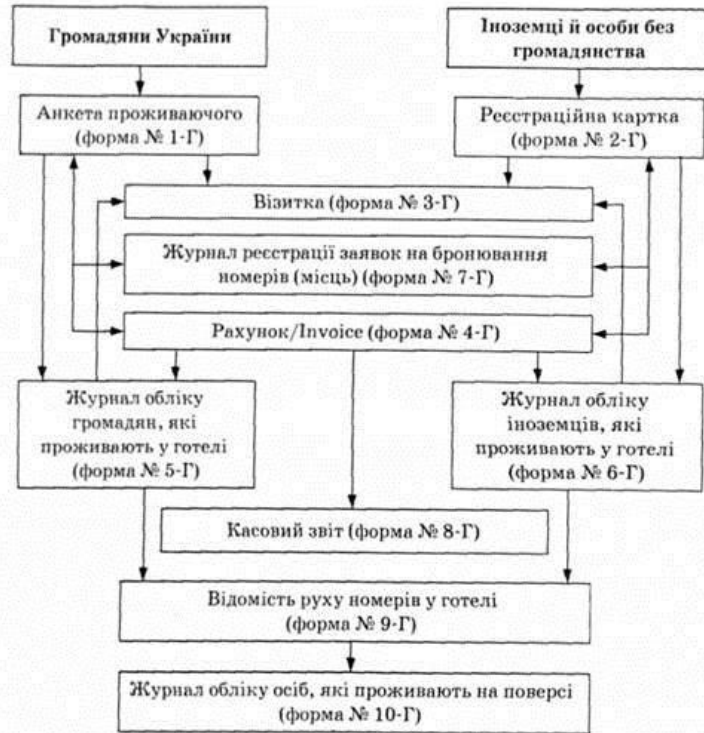 Громадяни України
Іноземці й особи без
громадянства
Анкета проживаючого
(форма № 1-Г)
Реєстраційна картка
(форма № 2-Г)
Візитка (форма № 3-Г)
Журнал реєстрації заявок на бронювання
номерів (місць) (форма № 7-Г)
Рахунок/Invoice (форма № 4-Г)
Журнал обліку
громадян, які
проживають у готелі
(форма № 5-Г)
Журнал обліку
іноземців, які
проживають у готелі
(форма № 6-Г)
Касовий звіт (форма № 8-Г)
Відомість руху номерів у готелі
(форма № 9-Г)
Журнал обліку осіб, які проживають на поверсі
(форма № 10-Г)